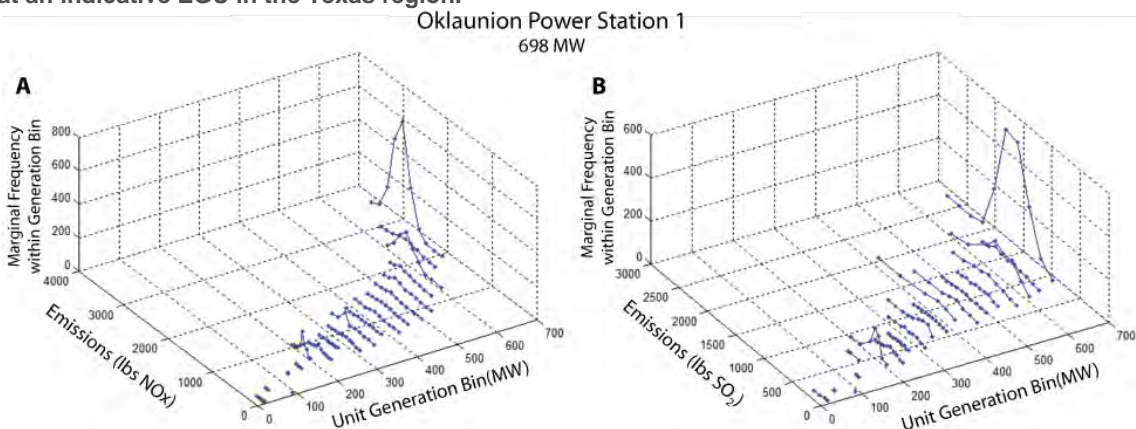 at an indicative EGU in the Texas region.
Oklaunion Power Station 1
698 MW
A
Marginal Frequency
within Generation Bin
800
600
400
200
0
4000
3000
2000
1000
0
Emissions (lbs NOx)
0
100
200
300
400
500
600
700
Unit Generation Bin(MW)
B
Marginal Frequency
within Generation Bin
600
400
200
0
3000
2500
2000
1500
1000
500
0
Emissions (lbs SO2)
0
100
200
300
400
500
600
700
Unit Generation Bin(MW)